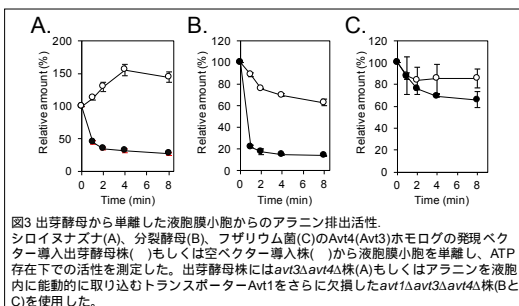 A.
B.
C.
Relative amount (%)
200
150
100
50
0
0 2 4 6 8
Time (min)
Relative amount (%)
120
100
80
60
40
20
0
0 2 4 6 8
Time (min)
Relative amount (%)
120
100
80
60
40
20
0
0 2 4 6 8
Time (min)
図3 出芽酵母から単離した液胞膜小胞からのアラニン排出活性.
シロイヌナズナ(A)、分裂酵母(B)、フザリウム菌(C)のAvt4(Avt3)ホモログの発現ベク
ター導入出芽酵母株( )もしくは空ベクター導入株( )から液胞膜小胞を単離し、ATP
存在下での活性を測定した。出芽酵母株にはavt3Δavt4Δ株(A)もしくはアラニンを液胞
内に能動的に取り込むトランスポーターAvt1をさらに欠損したavt1Δavt3Δavt4Δ株(Bと
C)を使用した。